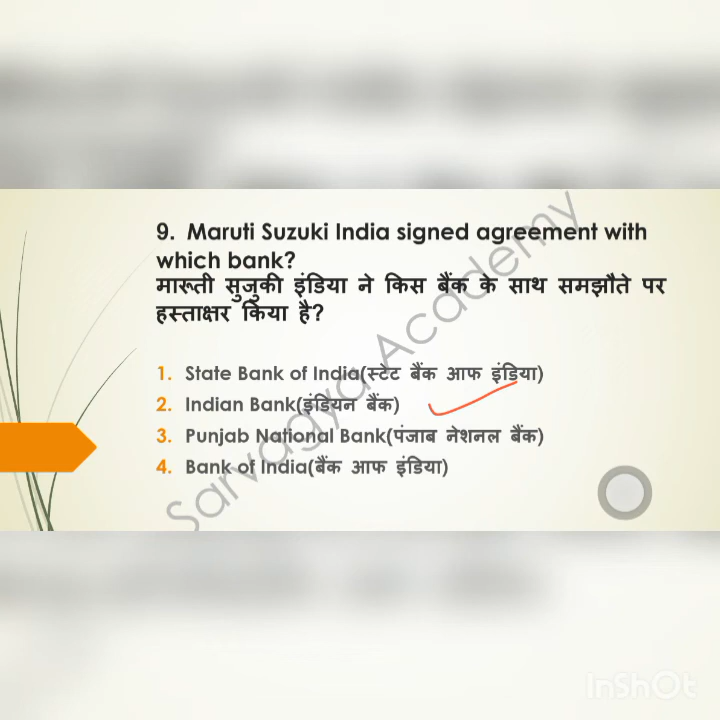 9. Maruti Suzuki India signed agreement with
which bank?
मारूती सुजुकी इंडिया ने किस बैंक के साथ समझौते पर
हस्ताक्षर किया है?
1. State Bank of India(स्टेट बैंक आफ इंडिया)
2. Indian Bank(इंडियन बैंक)
3. Punjab National Bank(पंजाब नेशनल बैंक)
4. Bank of India(बैंक आफ इंडिया)
Sarvagya Academy
InShOt